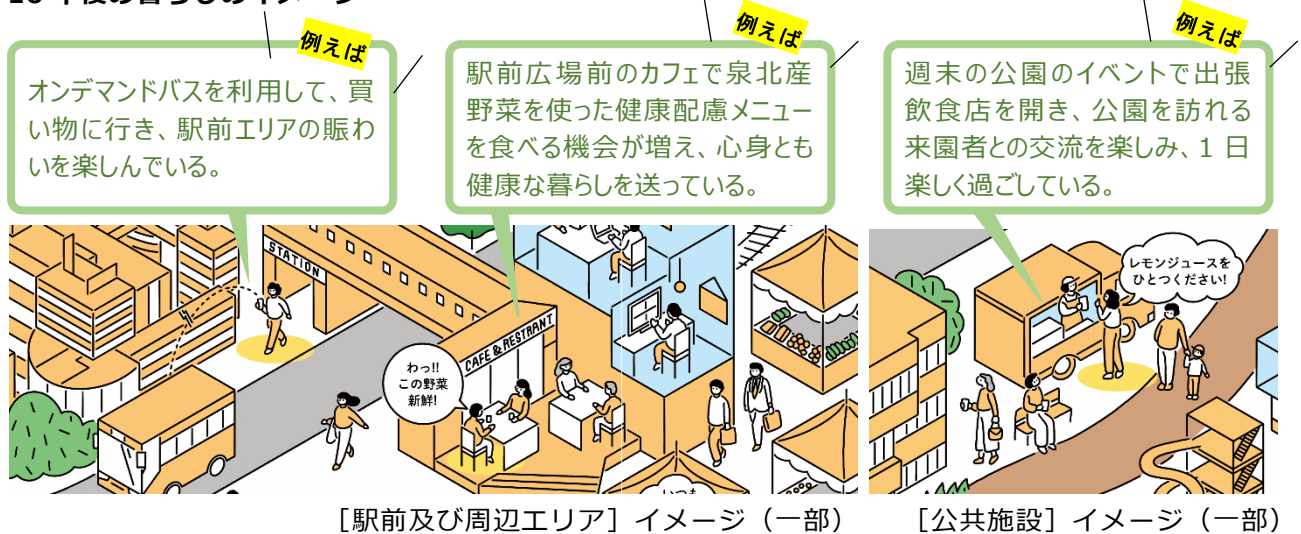 例えば
オンデマンドバスを利用して、買
い物に行き、駅前エリアの賑わ
いを楽しんでいる。
例えば
駅前広場前のカフェで泉北産
野菜を使った健康配慮メニュー
を食べる機会が増え、心身とも
健康な暮らしを送っている。
例えば
週末の公園のイベントで出張
飲食店を開き、公園を訪れる
来園者との交流を楽しみ、1 日
楽しく過ごしている。
STATION
CAFE & RESTRANT
わっ!!
この野菜
新鮮!
いつも
レモンジュースを
ひとつください!
［駅前及び周辺エリア］イメージ（一部）
［公共施設］イメージ（一部）